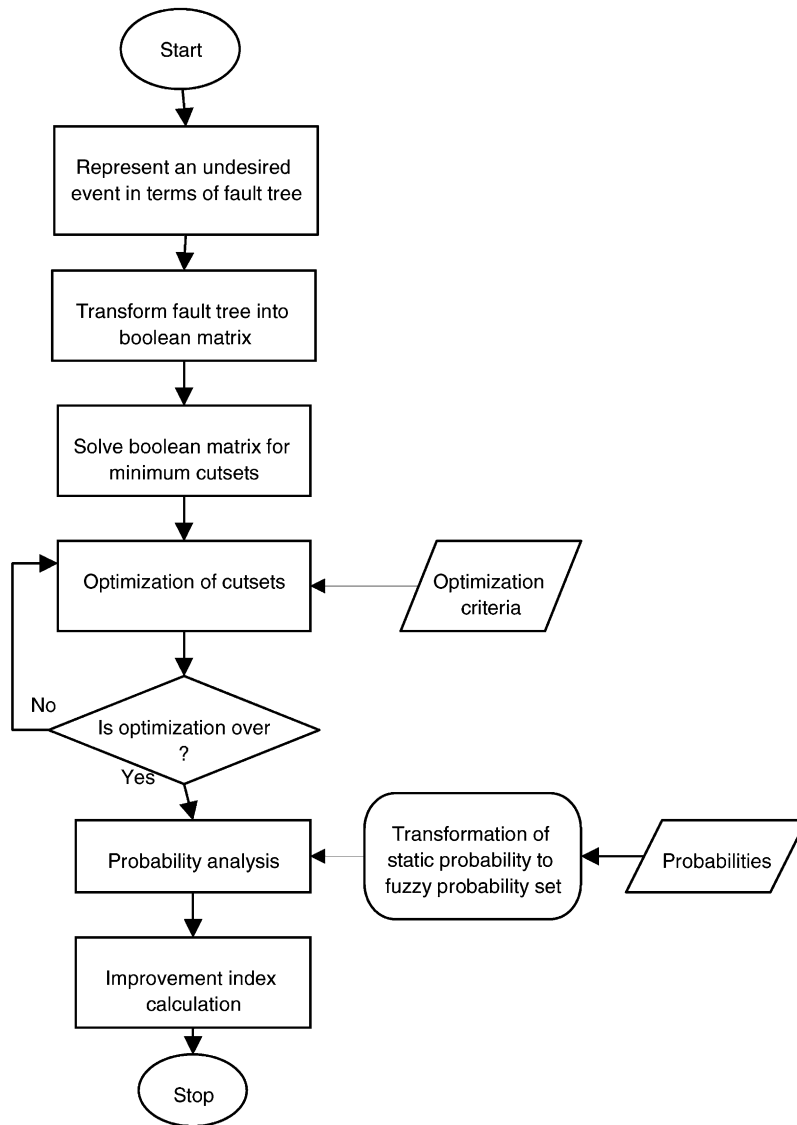 Start
Represent an undesired
event in terms of fault tree
Transform fault tree into
boolean matrix
Solve boolean matrix for
minimum cutsets
Optimization of cutsets
Optimization
criteria
No
Is optimization over
?
Yes
Probability analysis
Transformation of
static probability to
fuzzy probability set
Probabilities
Improvement index
calculation
Stop